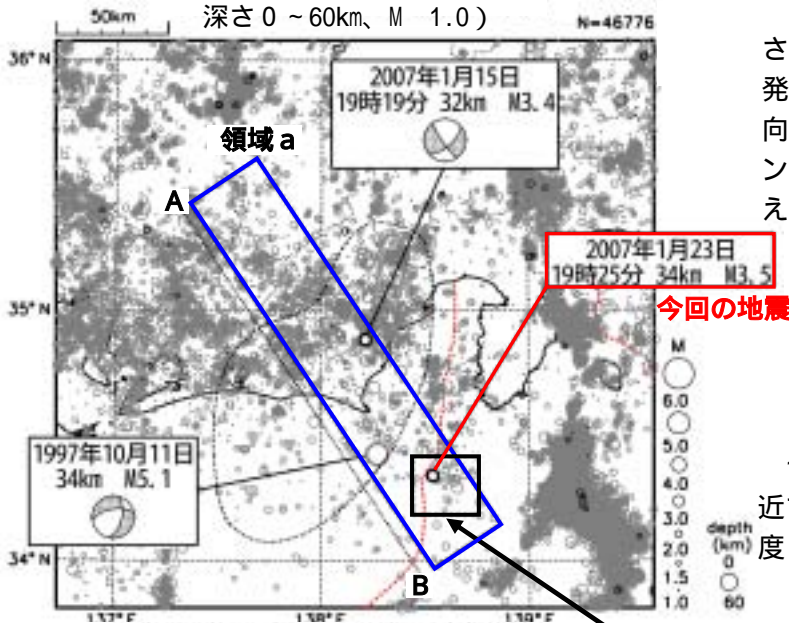 深さ0~60km、M 1.0)
50km
N=46776
36°N
35°N
34°N
137°E
138°E
139°E
2007年1月15日
19時19分 32km M3.4
領域a
A
2007年1月23日
19時25分 34km M3.5
今回の地震
1997年10月11日
34km M5.1
B
M
6.0
5.0
4.0
3.0
2.0
1.5
1.0
depth
(km)
0
60
さ
発
向
ン
え
近
度